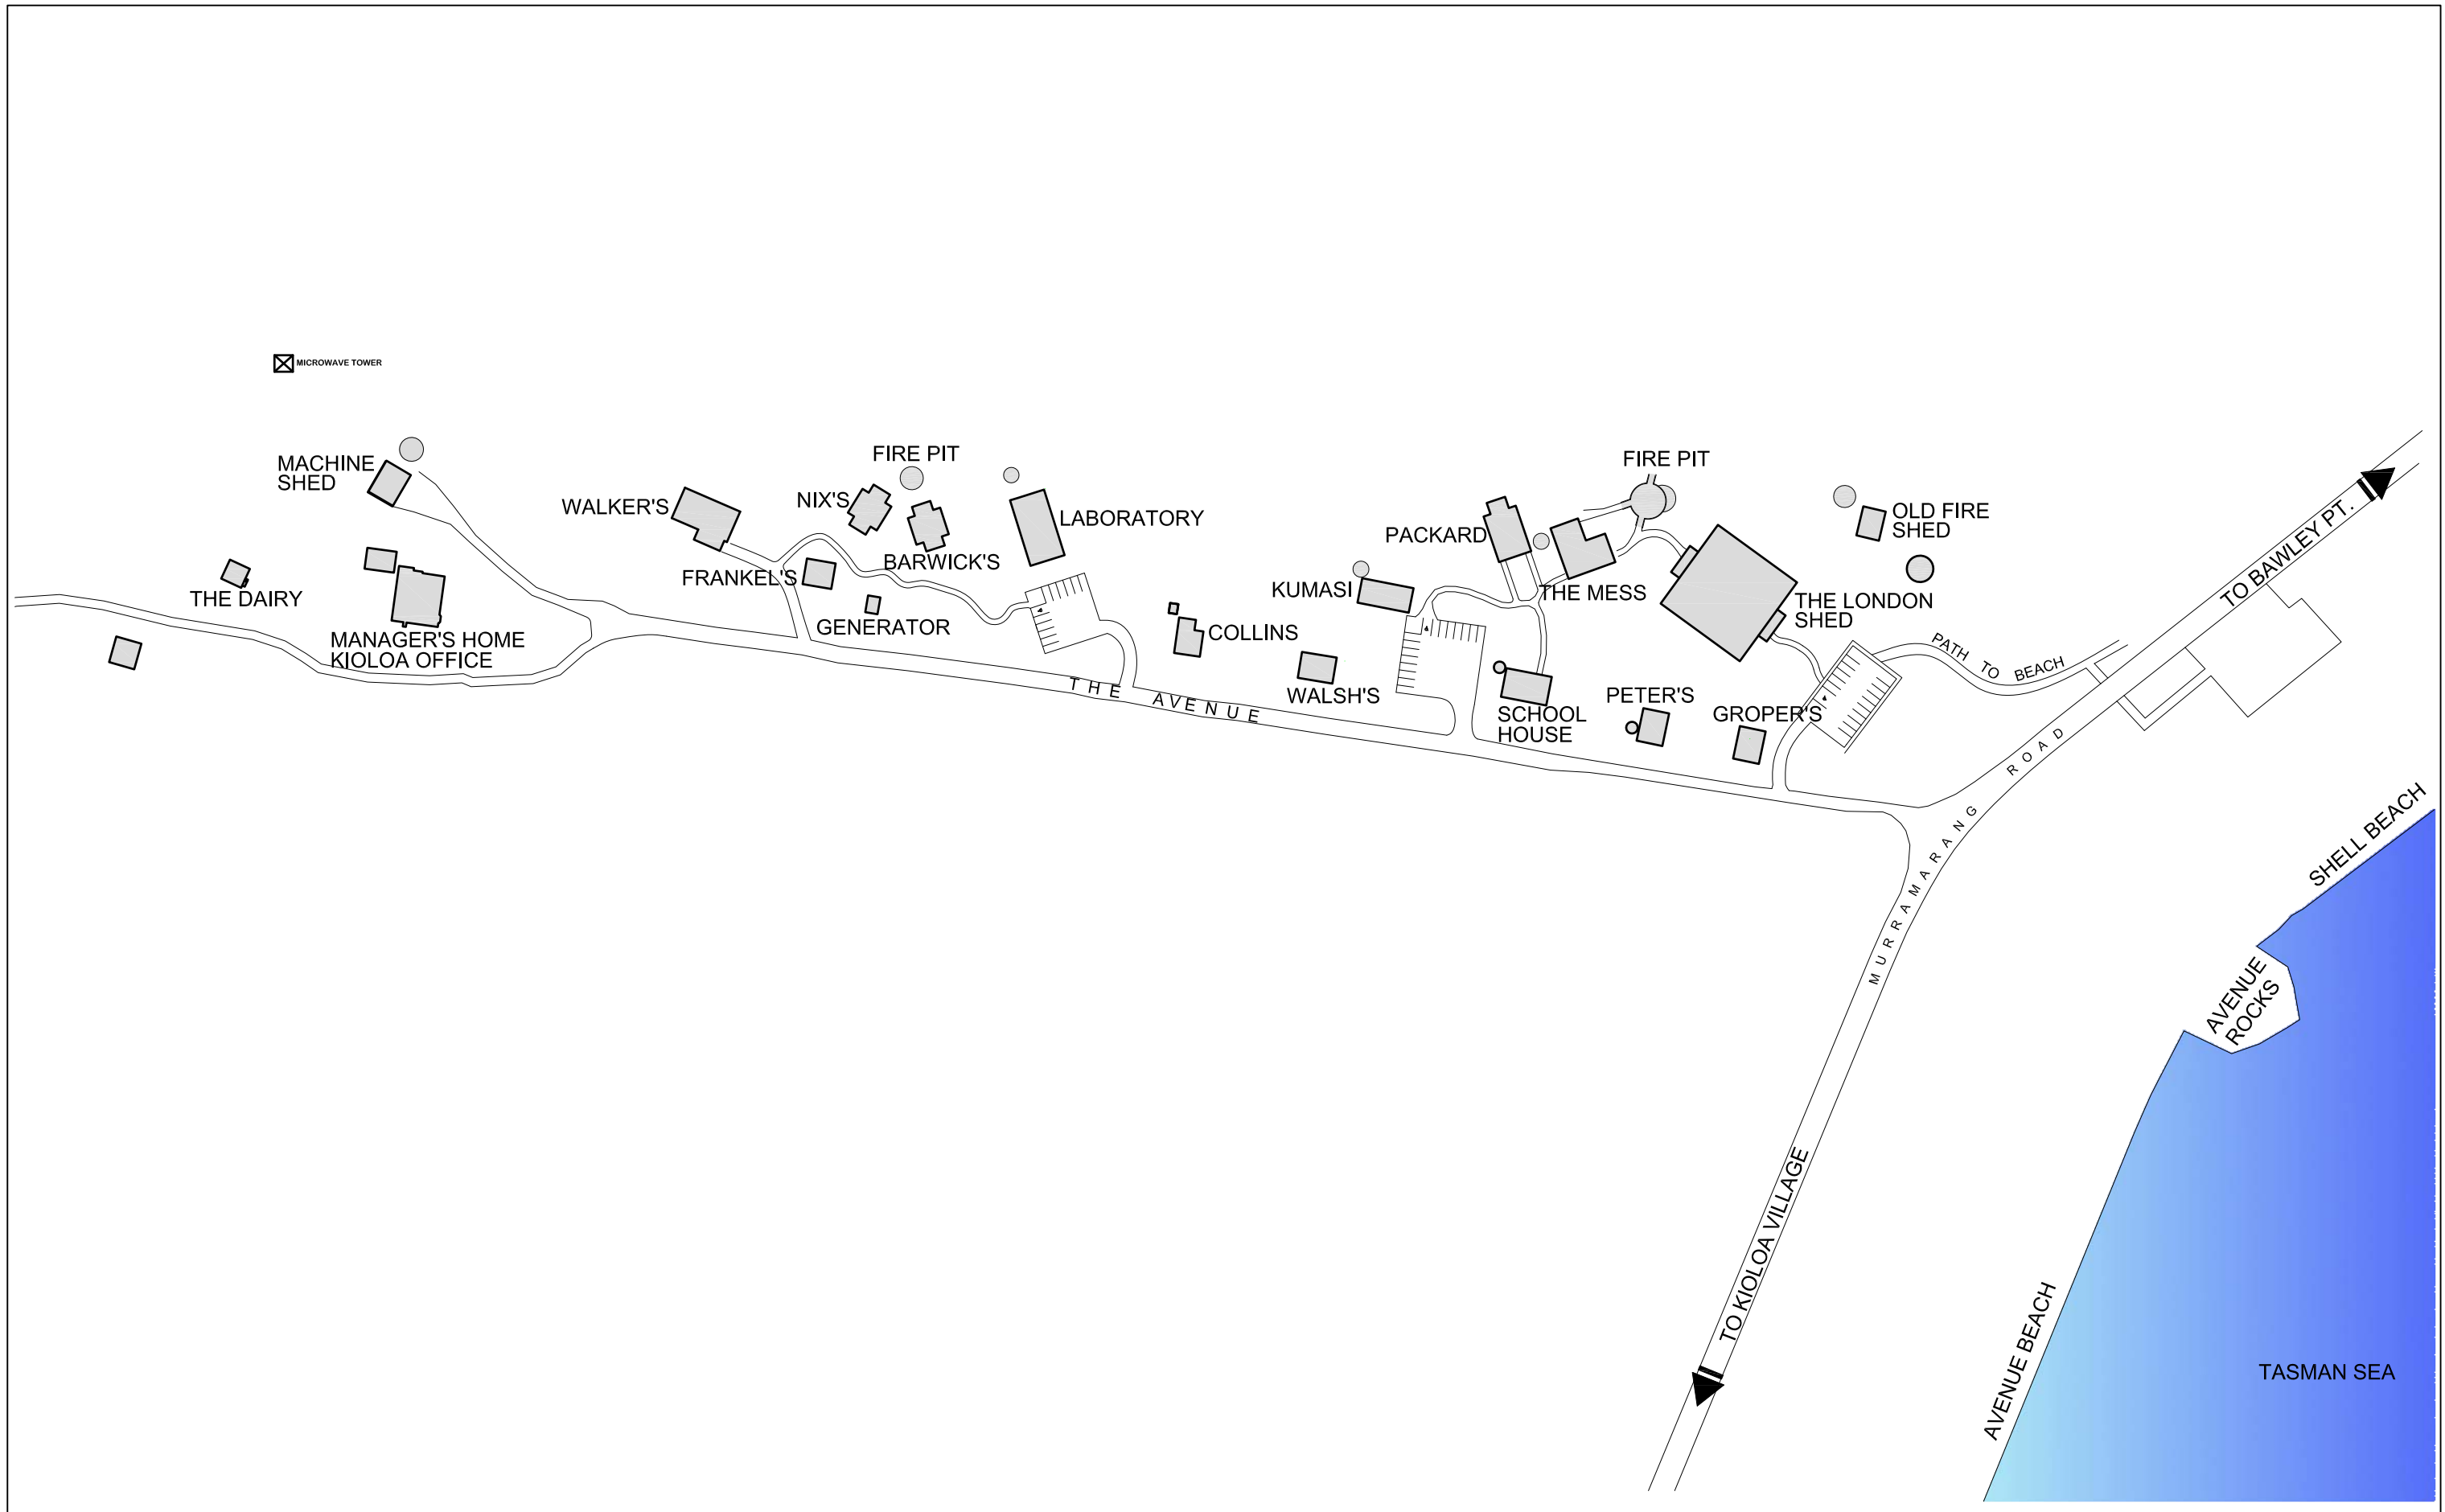 MICROWAVE TOWER
MACHINE
SHED
THE DAIRY
MANAGER'S HOME
KIOLOA OFFICE
WALKER'S
FRANKEL'S
NIX'S
FIRE PIT
BARWICK'S
GENERATOR
LABORATORY
COLLINS
WALSH'S
KUMASI
PACKARD
THE MESS
FIRE PIT
SCHOOL
HOUSE
PETER'S
GROPER'S
THE LONDON
SHED
OLD FIRE
SHED
PATH TO BEACH
THE AVENUE
MURRAMARANG ROAD
TO BAWLEY PT.
TO KIOLOA VILLAGE
SHELL BEACH
AVENUE
ROCKS
AVENUE BEACH
TASMAN SEA